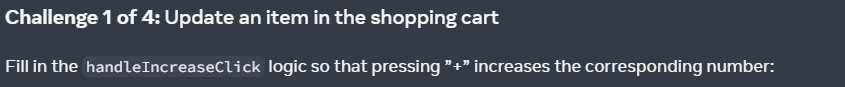 Challenge 1 of 4: Update an item in the shopping cart
Fill in the handleIncreaseClick logic so that pressing ”+” increases the corresponding number: